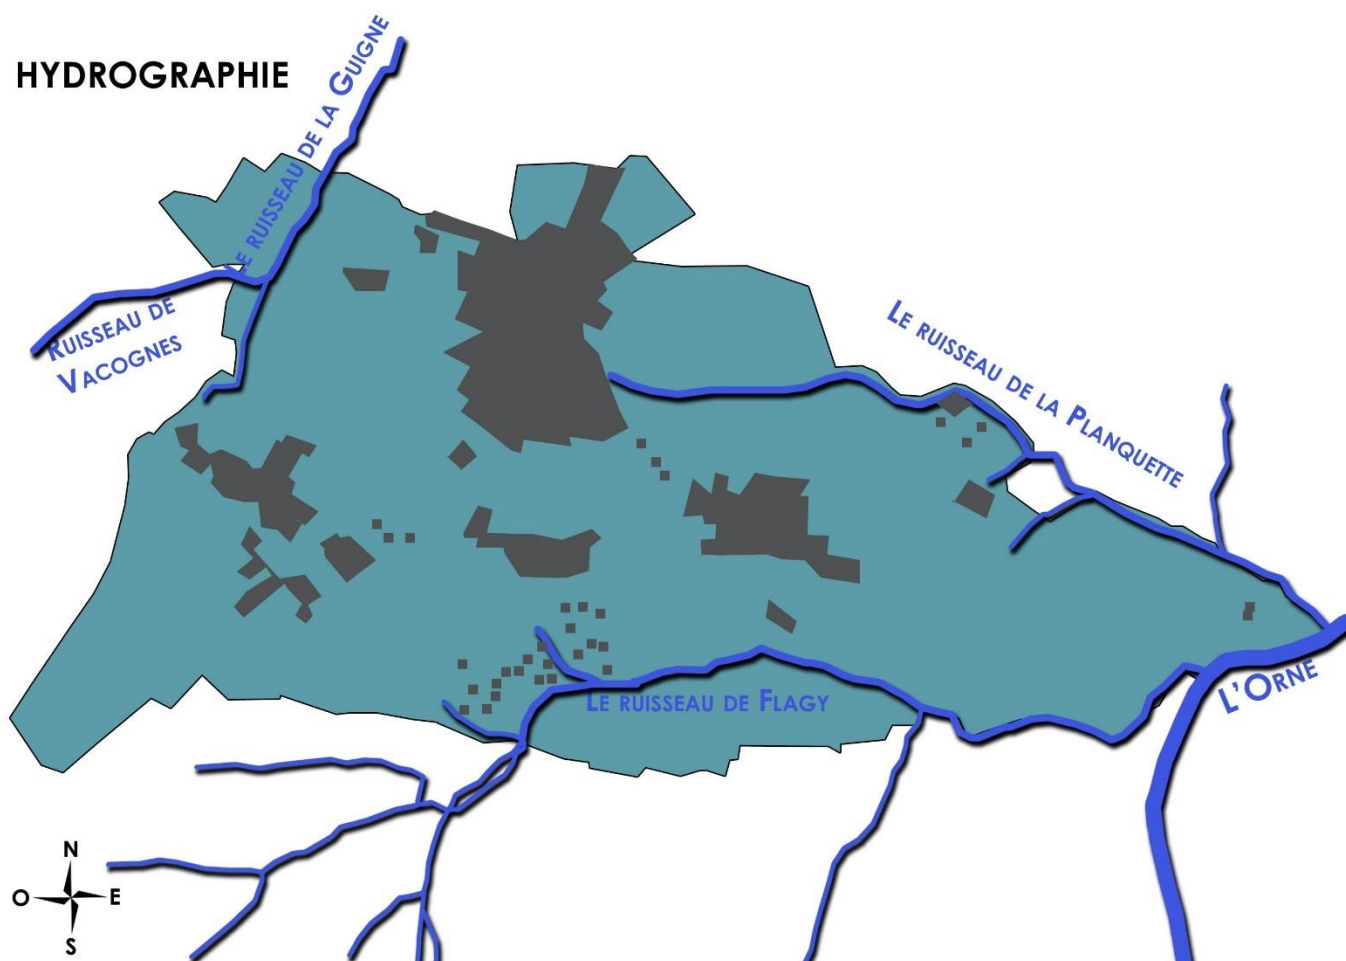 HYDROGRAPHIE
Le ruisseau de la Guigne
Ruisseau de
Vacognes
Le ruisseau de la Planquette
Le ruisseau de Flagy
L'Orne
N
O E
S